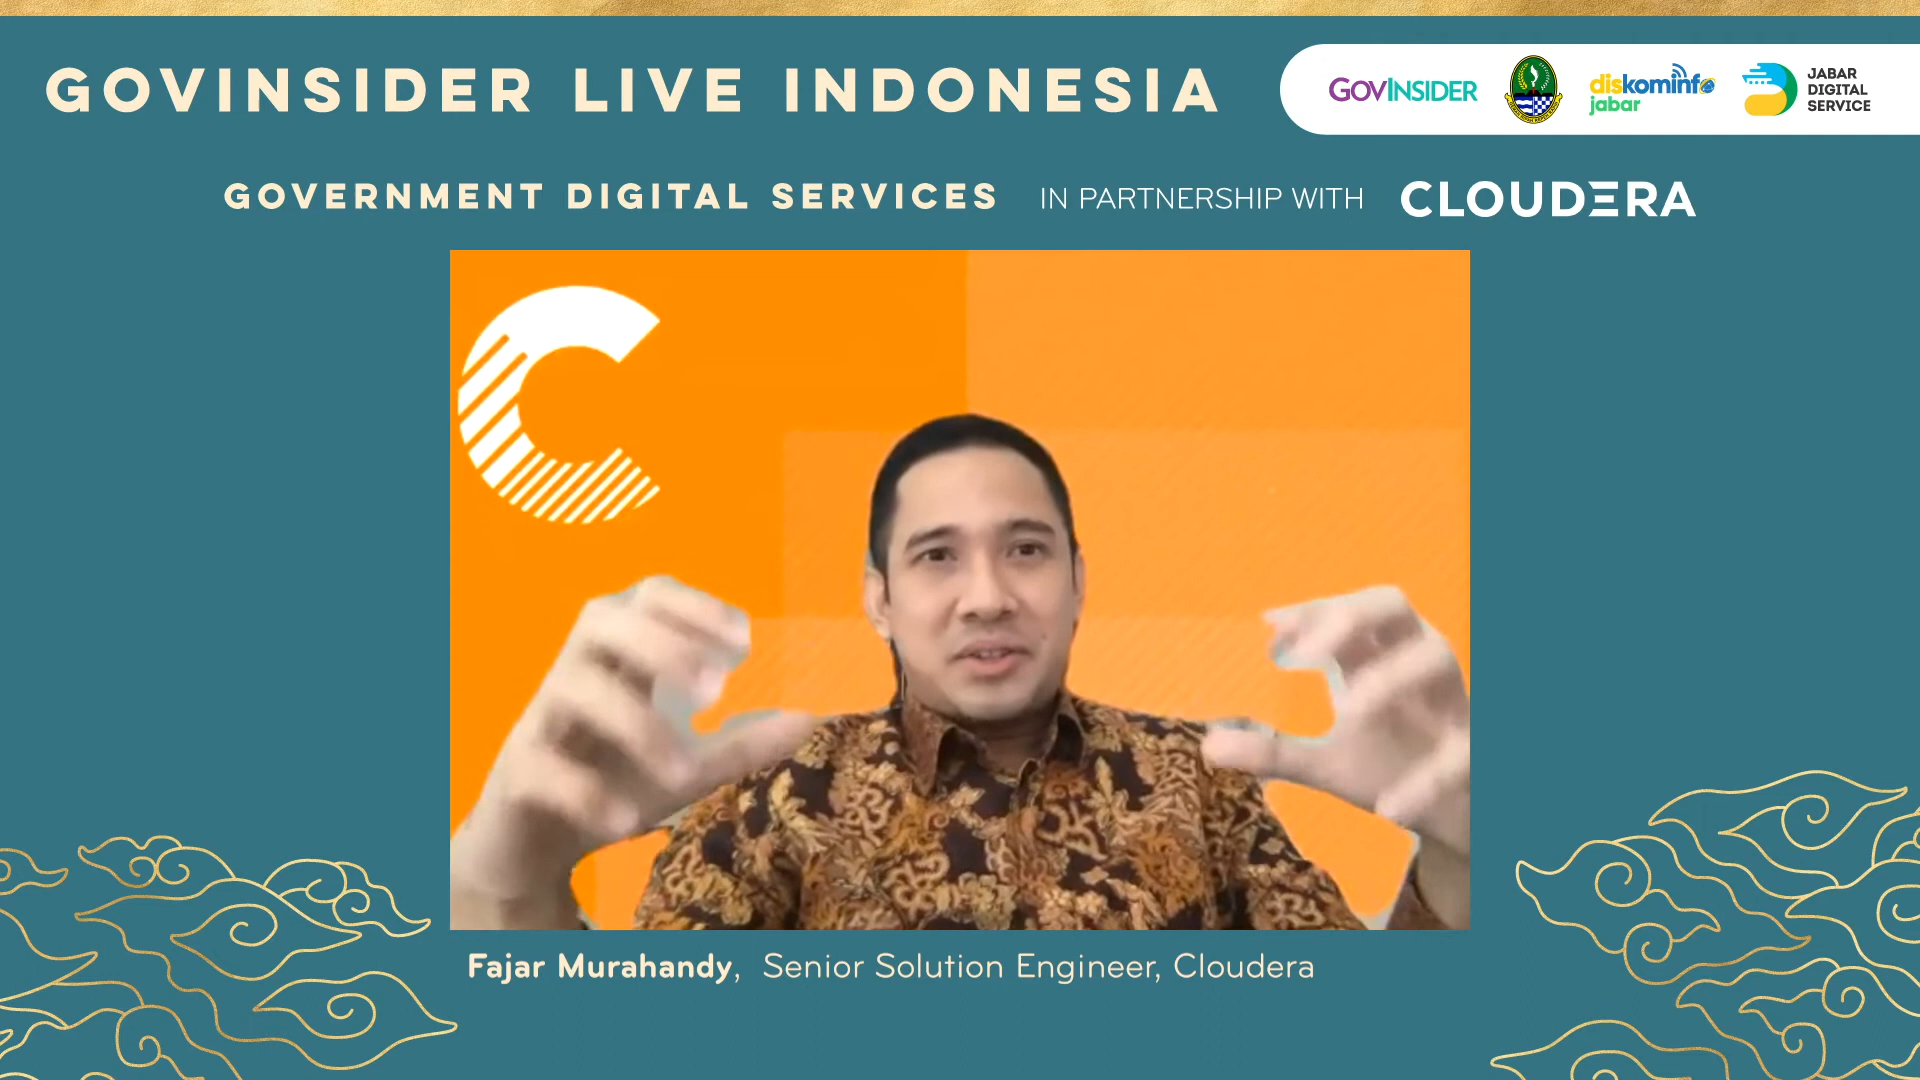 GOVINSIDER LIVE INDONESIA
GOVINSIDER
diskominfo
jabar
JABAR
DIGITAL
SERVICE
GOVERNMENT DIGITAL SERVICES IN PARTNERSHIP WITH CLOUDERA
C
Fajar Murahandy, Senior Solution Engineer, Cloudera